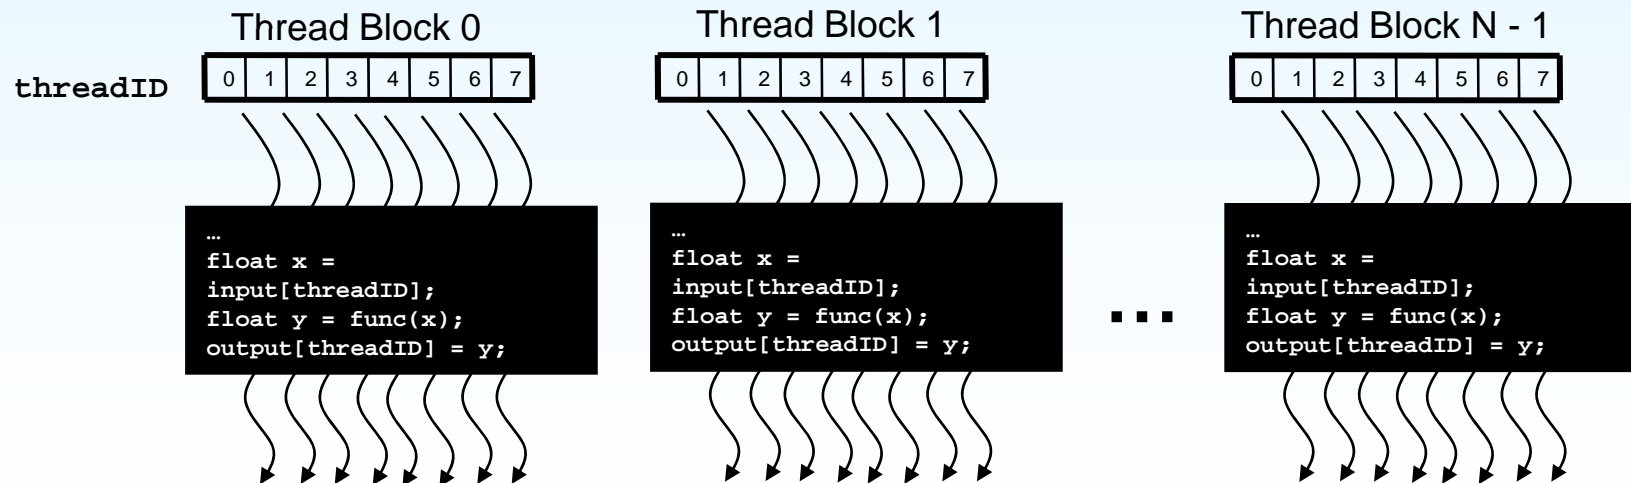 Thread Block 0
Thread Block 1
Thread Block N - 1
threadID
0 1 2 3 4 5 6 7
0 1 2 3 4 5 6 7
0 1 2 3 4 5 6 7
…
float x =
input[threadID];
float y = func(x);
output[threadID] = y;
…
float x =
input[threadID];
float y = func(x);
output[threadID] = y;
...
…
float x =
input[threadID];
float y = func(x);
output[threadID] = y;